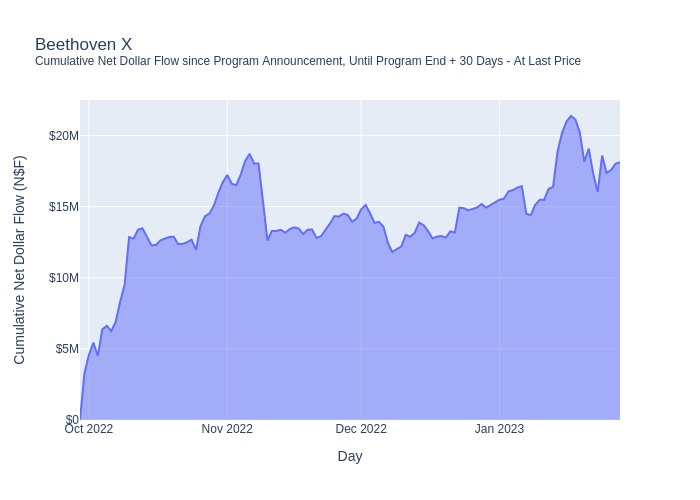 Beethoven X
Cumulative Net Dollar Flow since Program Announcement, Until Program End + 30 Days - At Last Price
Cumulative Net Dollar Flow (N$F)
$20M
$15M
$10M
$5M
$0
Oct 2022
Nov 2022
Dec 2022
Jan 2023
Day